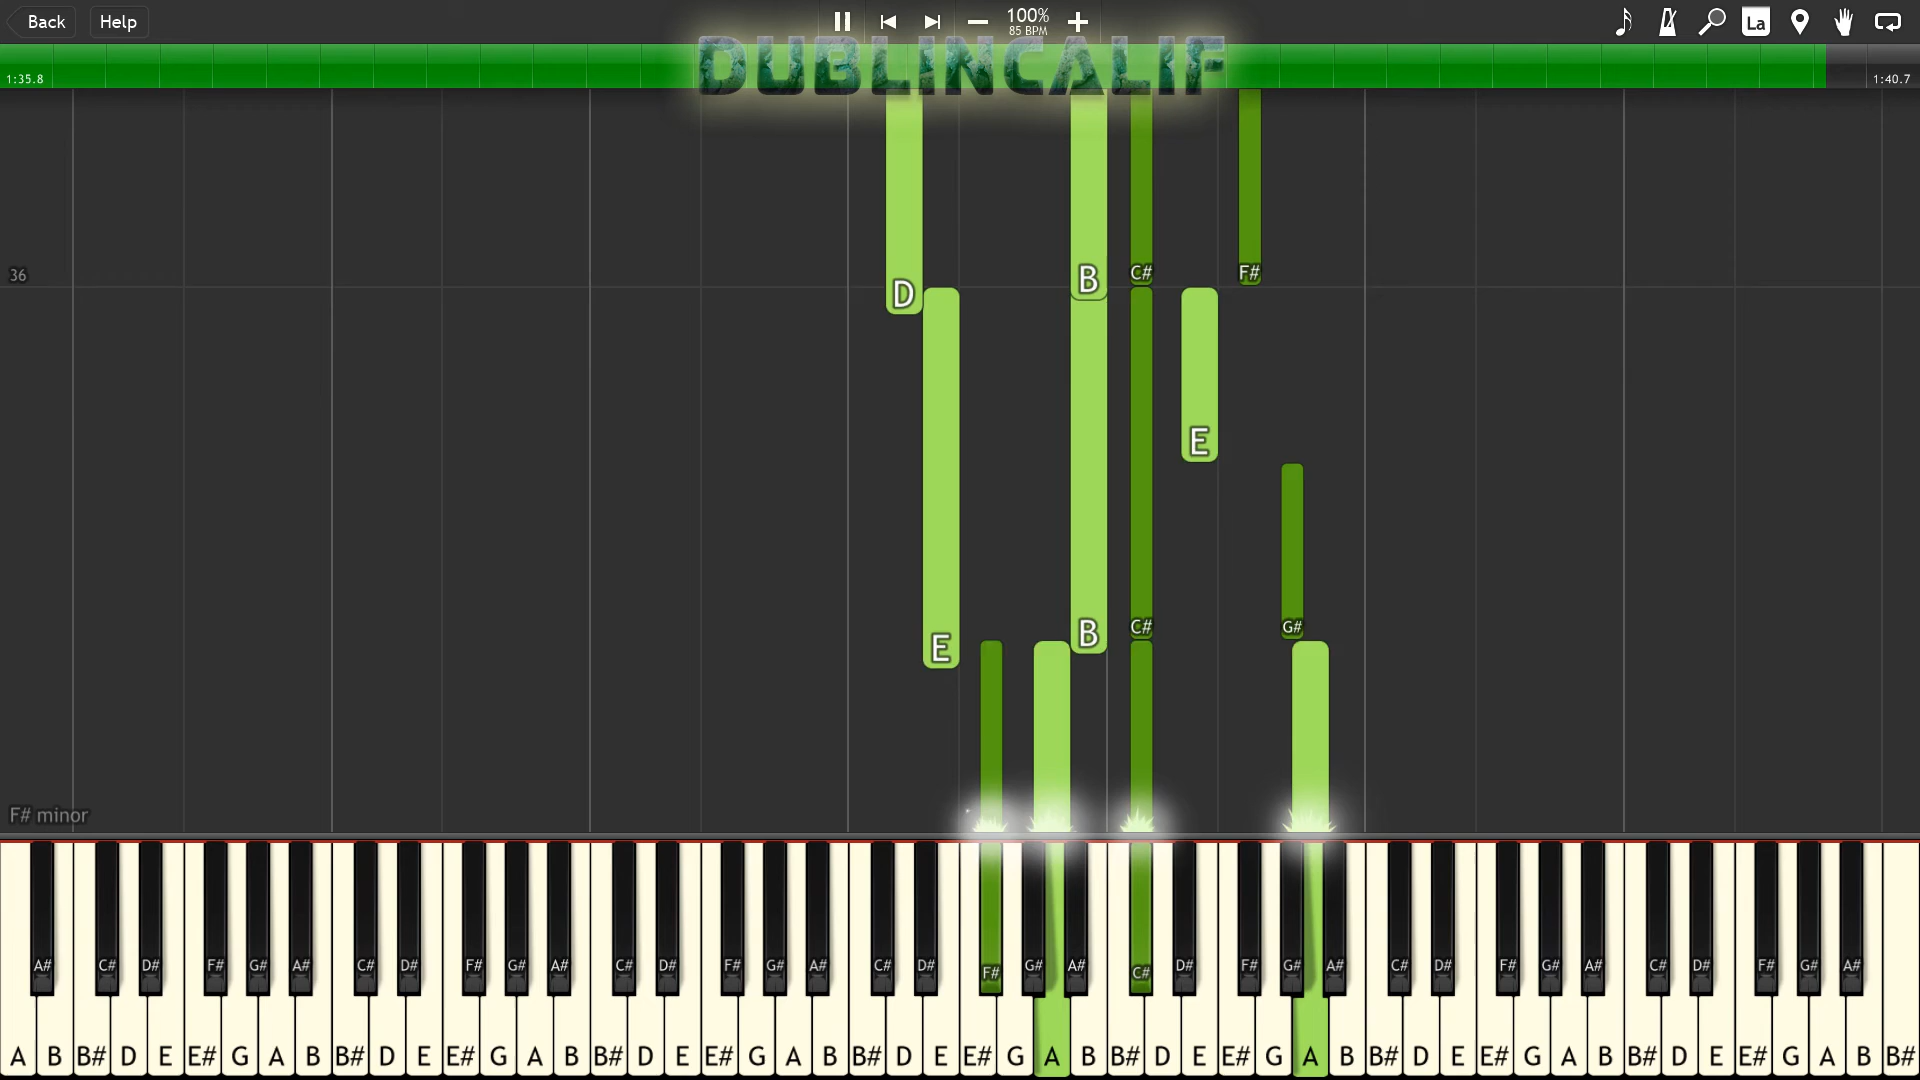 Back Help 100%
85 BPM La
DUBLINCALIF
1:35.8 1:40.7
B C# F#
36 D
E
B C# G#
E
F# minor
A# C# D# F# G# A# C# D# F# G# A# C# D# F# G# A# C# D# F# G# A# C# D# F# G# A# C# D# F# G# A# C# D# F# G# A#
A B B# D E E# G A B B# D E E# G A B B# D E E# G A B B# D E E# G A B B# D E E# G A B B# D E E# G A B B# D E E# G A B B#